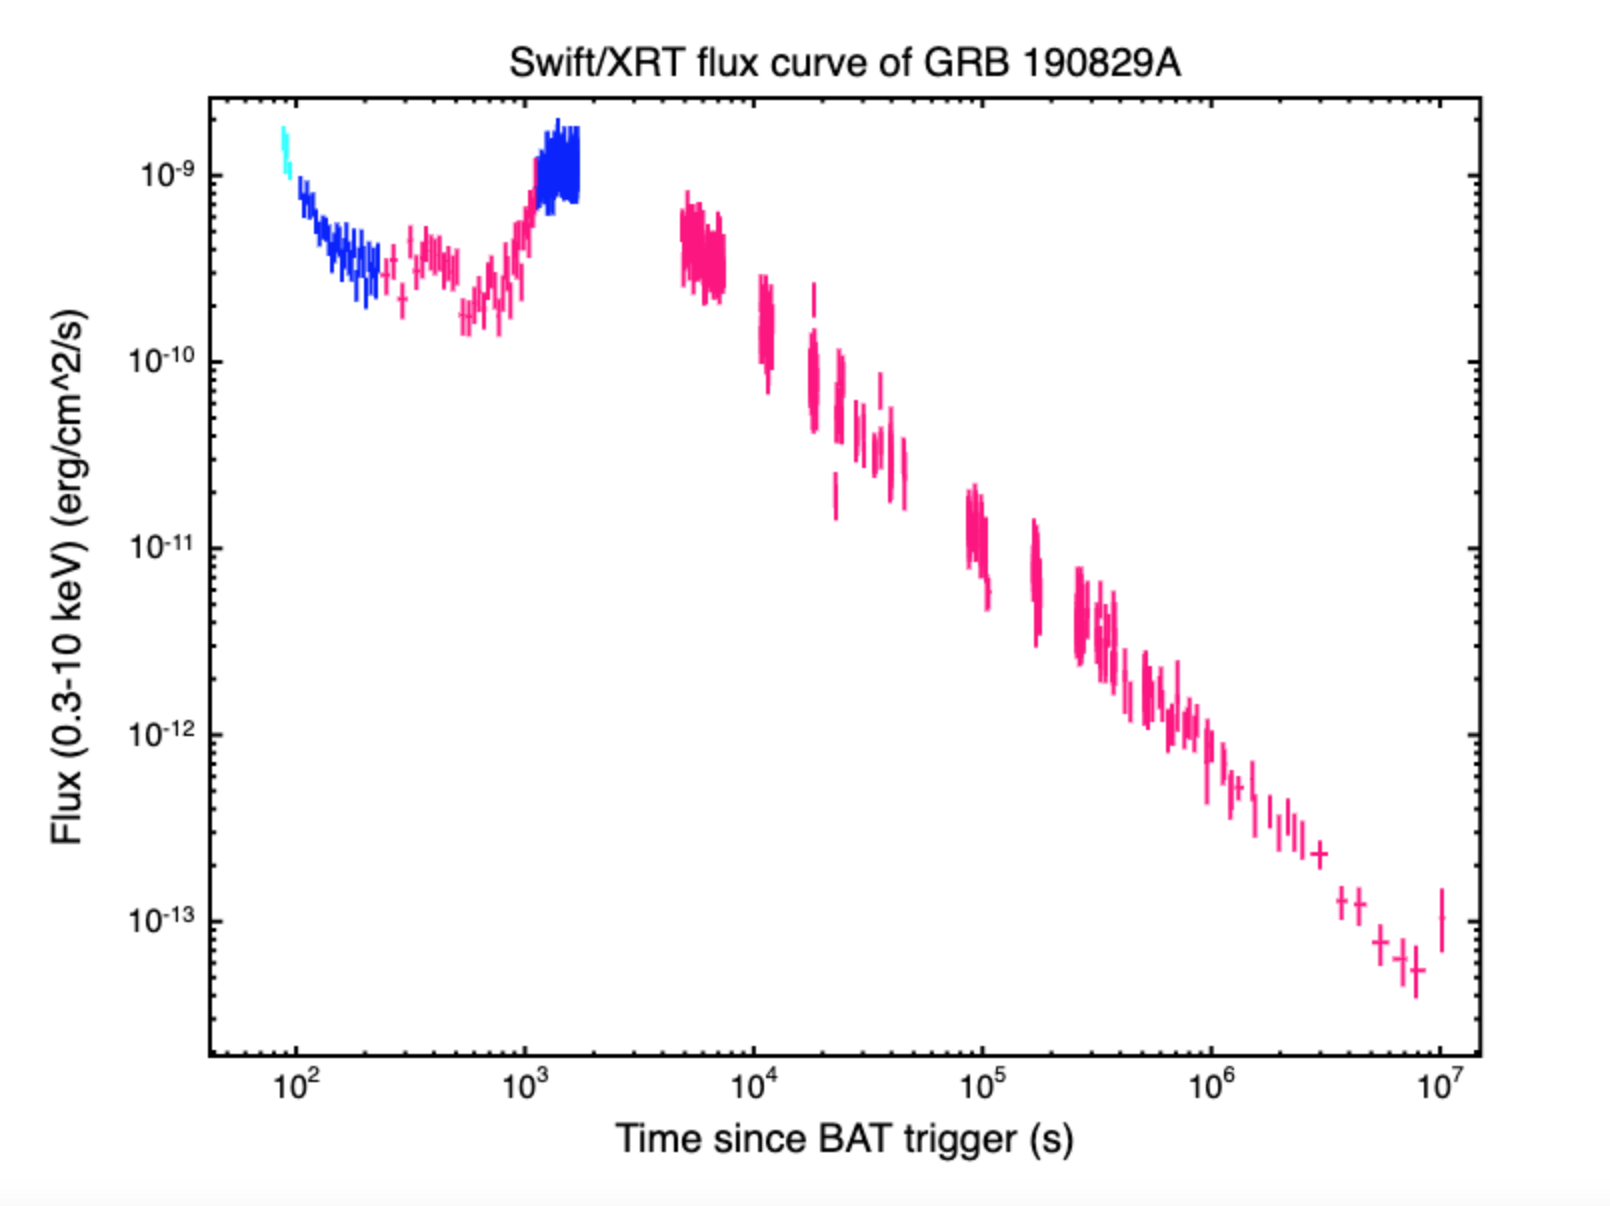 Swift/XRT flux curve of GRB 190829A
Flux (0.3-10 keV) (erg/cm^2/s)
10⁻⁹
10⁻¹⁰
10⁻¹¹
10⁻¹²
10⁻¹³
10² 10³ 10⁴ 10⁵ 10⁶ 10⁷
Time since BAT trigger (s)